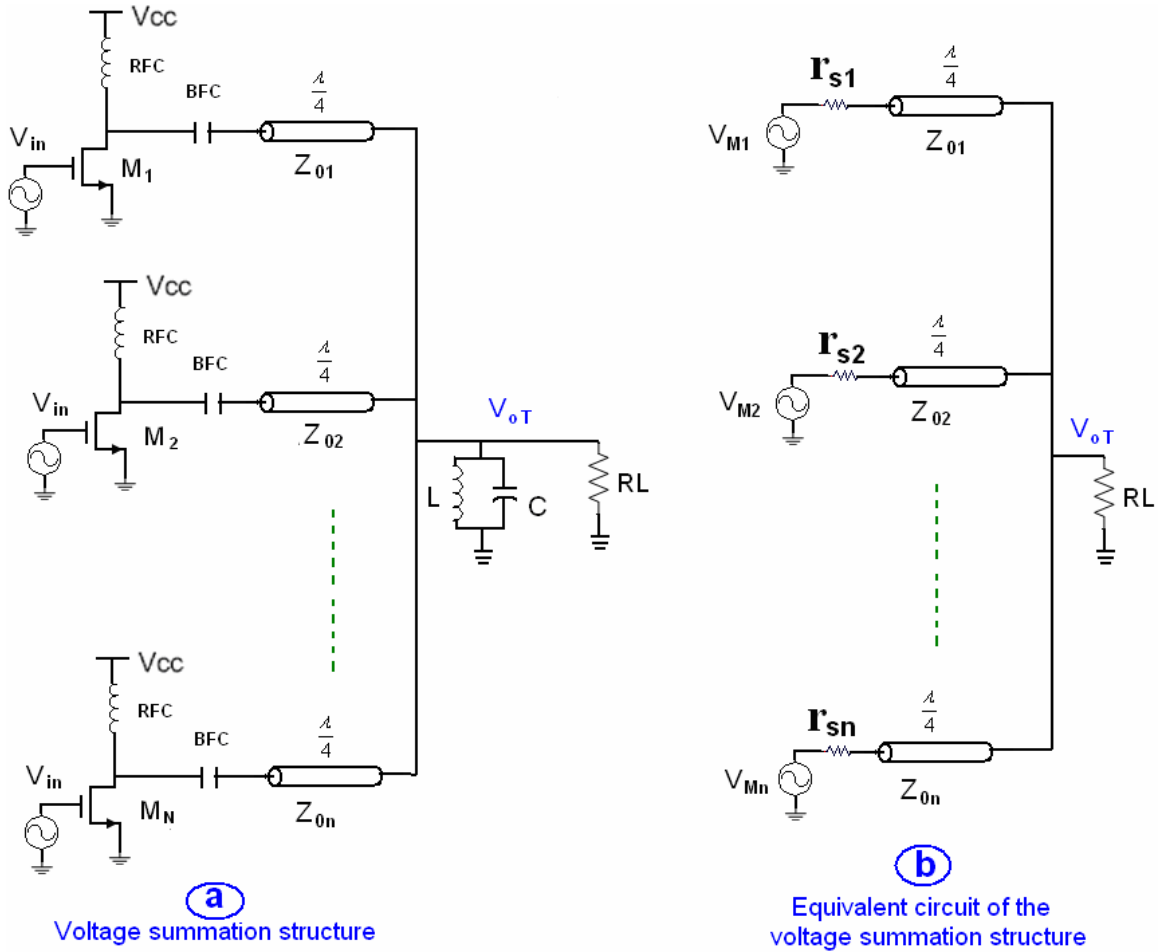 Vcc
RFC
BFC
λ/4
Vin
M1
Z01
Vcc
RFC
BFC
λ/4
Vin
M2
Z02
VoT
L
C
RL
Vcc
RFC
BFC
λ/4
Vin
MN
Z0n
a
Voltage summation structure
rs1
λ/4
VM1
Z01
rs2
λ/4
VM2
Z02
VoT
RL
rsn
λ/4
VMn
Z0n
b
Equivalent circuit of the
voltage summation structure